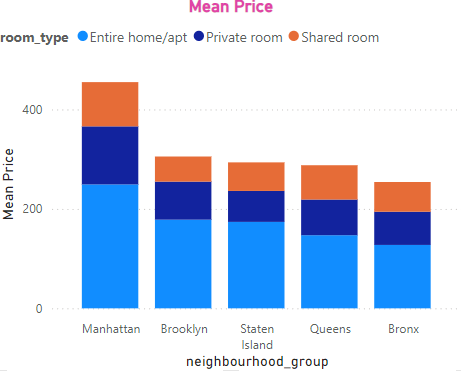 Mean Price
room_type Entire home/apt Private room Shared room
400
200
0
Mean Price
Manhattan Brooklyn Staten Island Queens Bronx
neighbourhood_group